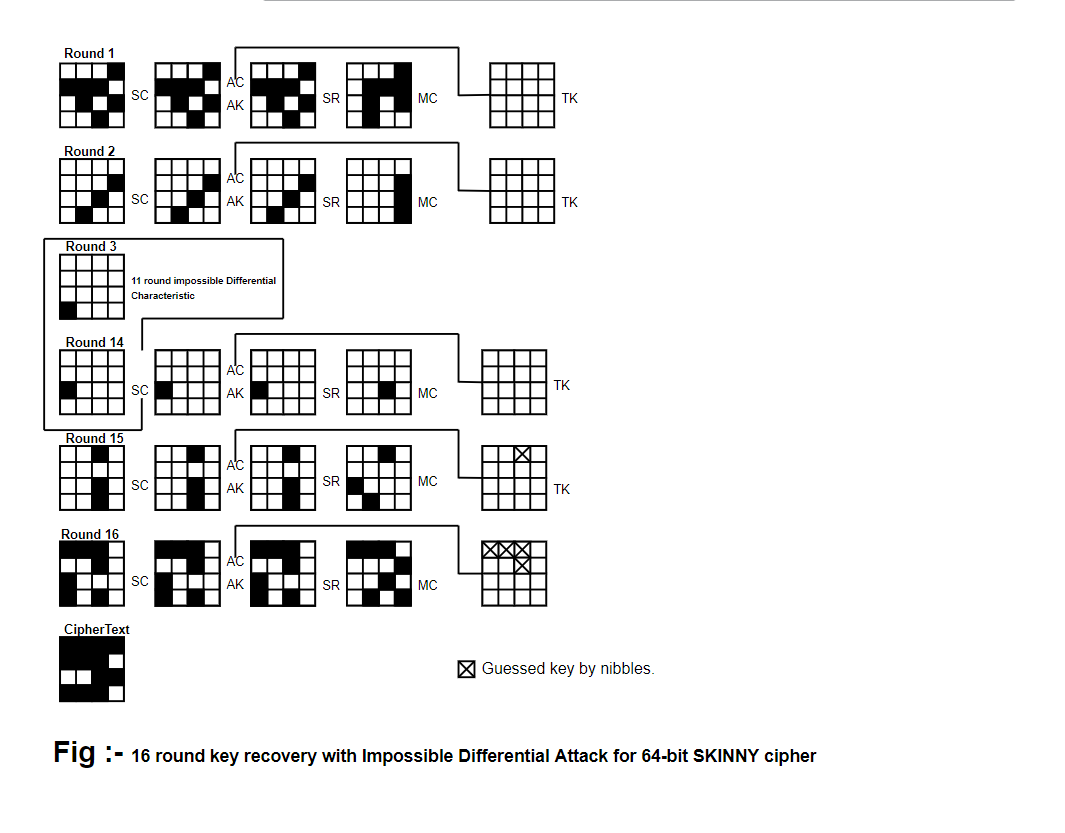 Round 1
SC AC AK SR MC TK
Round 2
SC AC AK SR MC TK
Round 3
11 round impossible Differential
Characteristic
Round 14
SC AC AK SR MC TK
Round 15
SC AC AK SR MC TK
Round 16
SC AC AK SR MC
CipherText
Guessed key by nibbles.
Fig :- 16 round key recovery with Impossible Differential Attack for 64-bit SKINNY cipher